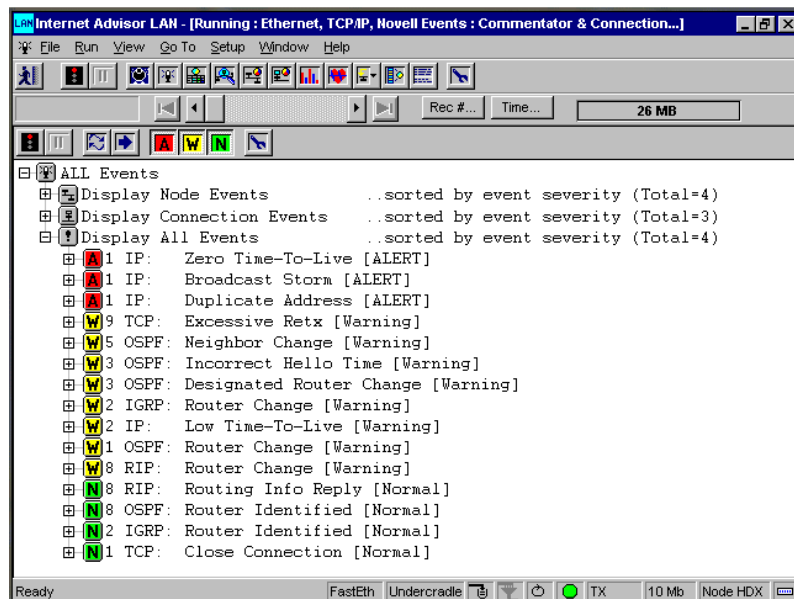 LAN Internet Advisor LAN - [Running : Ethernet, TCP/IP, Novell Events : Commentator & Connection...]
File Run View Go To Setup Window Help
Rec #... Time... 26 MB
A W N
ALL Events
Display Node Events ..sorted by event severity (Total=4)
Display Connection Events ..sorted by event severity (Total=3)
Display All Events ..sorted by event severity (Total=4)
A 1 IP: Zero Time-To-Live [ALERT]
A 1 IP: Broadcast Storm [ALERT]
A 1 IP: Duplicate Address [ALERT]
W 9 TCP: Excessive Retx [Warning]
W 5 OSPF: Neighbor Change [Warning]
W 3 OSPF: Incorrect Hello Time [Warning]
W 3 OSPF: Designated Router Change [Warning]
W 2 IGRP: Router Change [Warning]
W 2 IP: Low Time-To-Live [Warning]
W 1 OSPF: Router Change [Warning]
W 8 RIP: Router Change [Warning]
N 8 RIP: Routing Info Reply [Normal]
N 8 OSPF: Router Identified [Normal]
N 2 IGRP: Router Identified [Normal]
N 1 TCP: Close Connection [Normal]
Ready FastEth Undercradle TX 10 Mb Node HDX